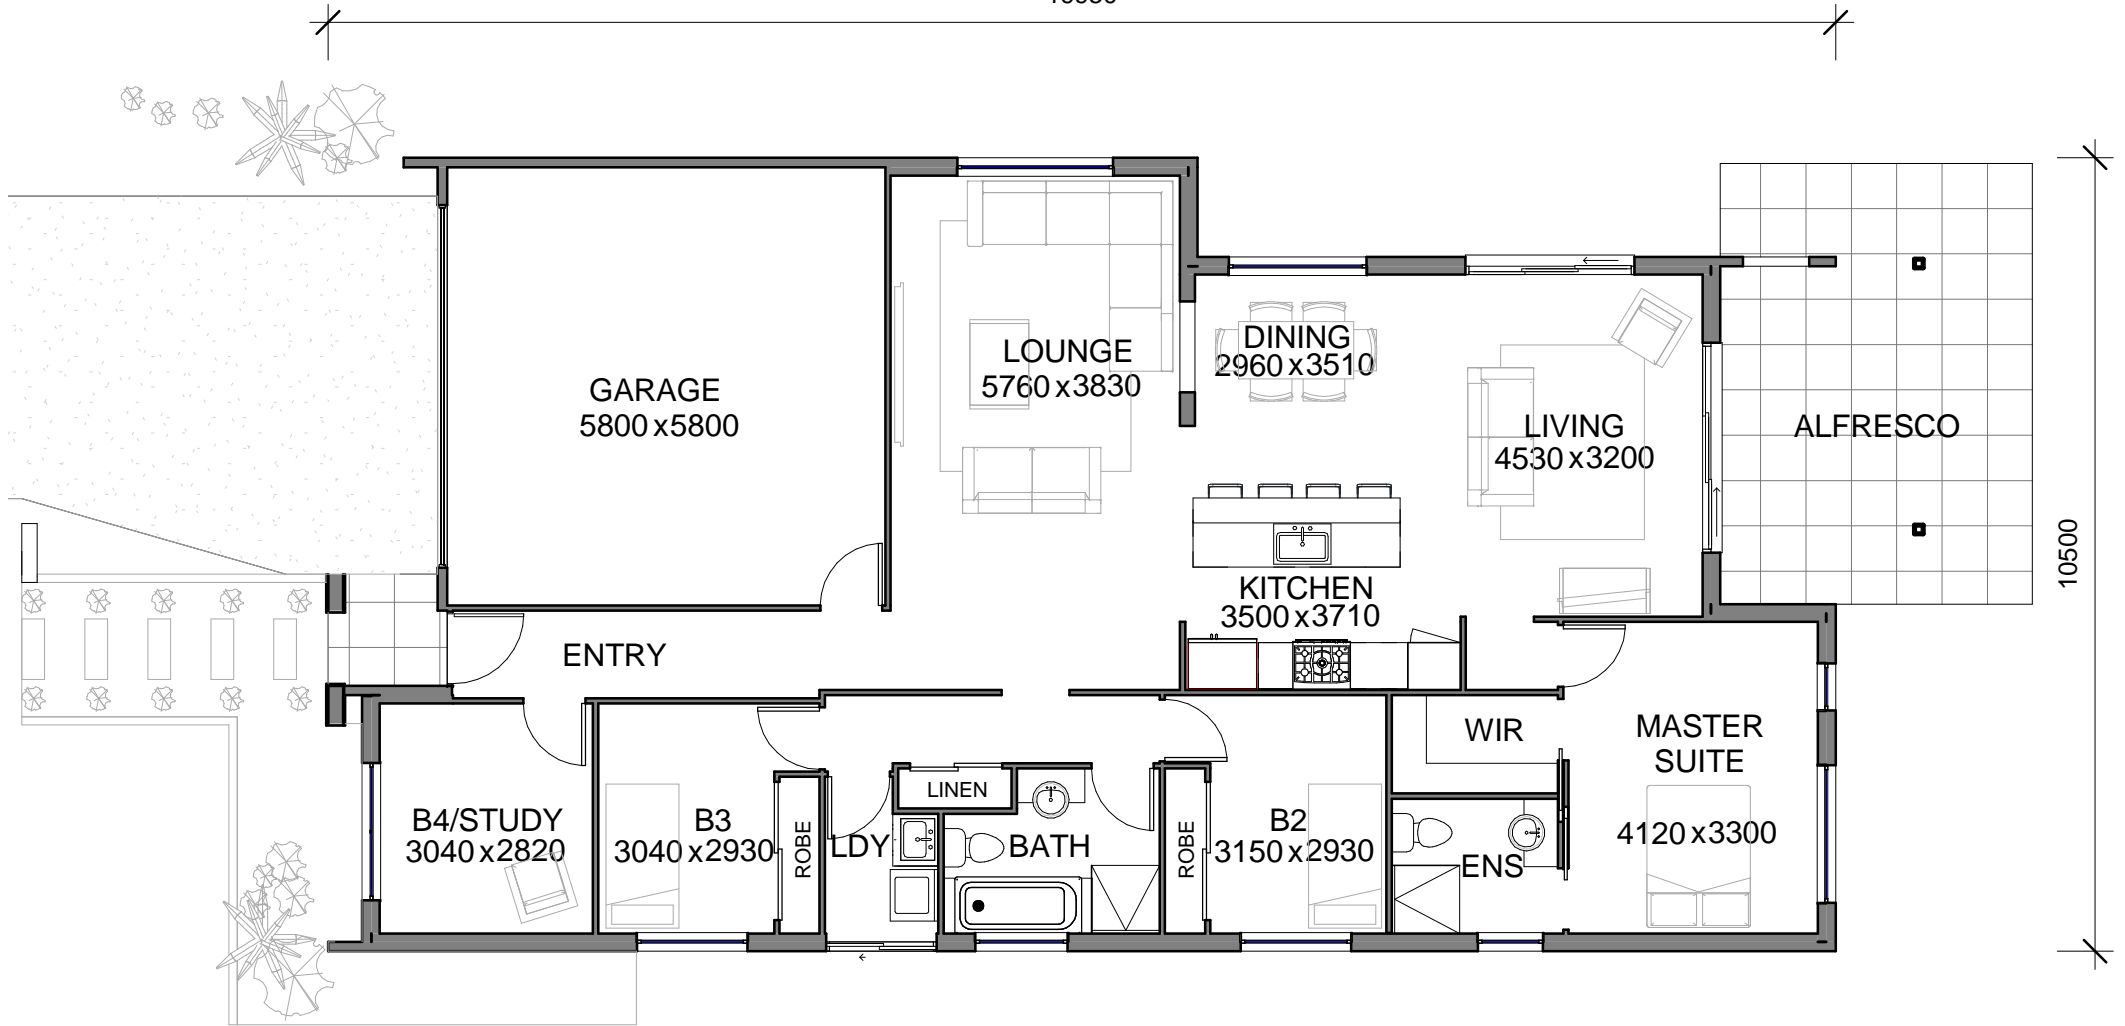 GARAGE
5800 x 5800
LOUNGE
5760 x 3830
DINING
2960 x 3510
LIVING
4530 x 3200
ALFRESCO
KITCHEN
3500 x 3710
10500
ENTRY
WIR
MASTER
SUITE
4120 x 3300
B4/STUDY
3040 x 2820
B3
3040 x 2930
ROBE
LDY
LINEN
BATH
ROBE
B2
3150 x 2930
ENS